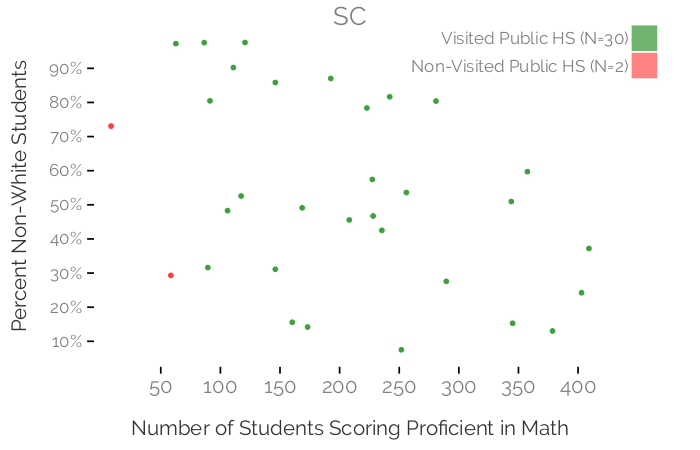 SC
Visited Public HS (N=30)
Non-Visited Public HS (N=2)
Percent Non-White Students
90%
80%
70%
60%
50%
40%
30%
20%
10%
50 100 150 200 250 300 350 400
Number of Students Scoring Proficient in Math